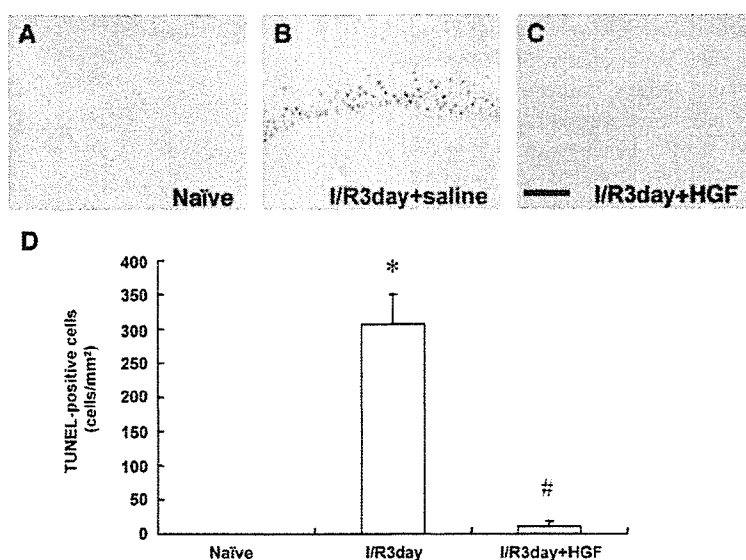 A
B
C
Naïve
I/R3day+saline
I/R3day+HGF
D
TUNEL-positive cells
(cells/mm²)
400
350
300
250
200
150
100
50
0
*
#
Naïve
I/R3day
I/R3day+HGF